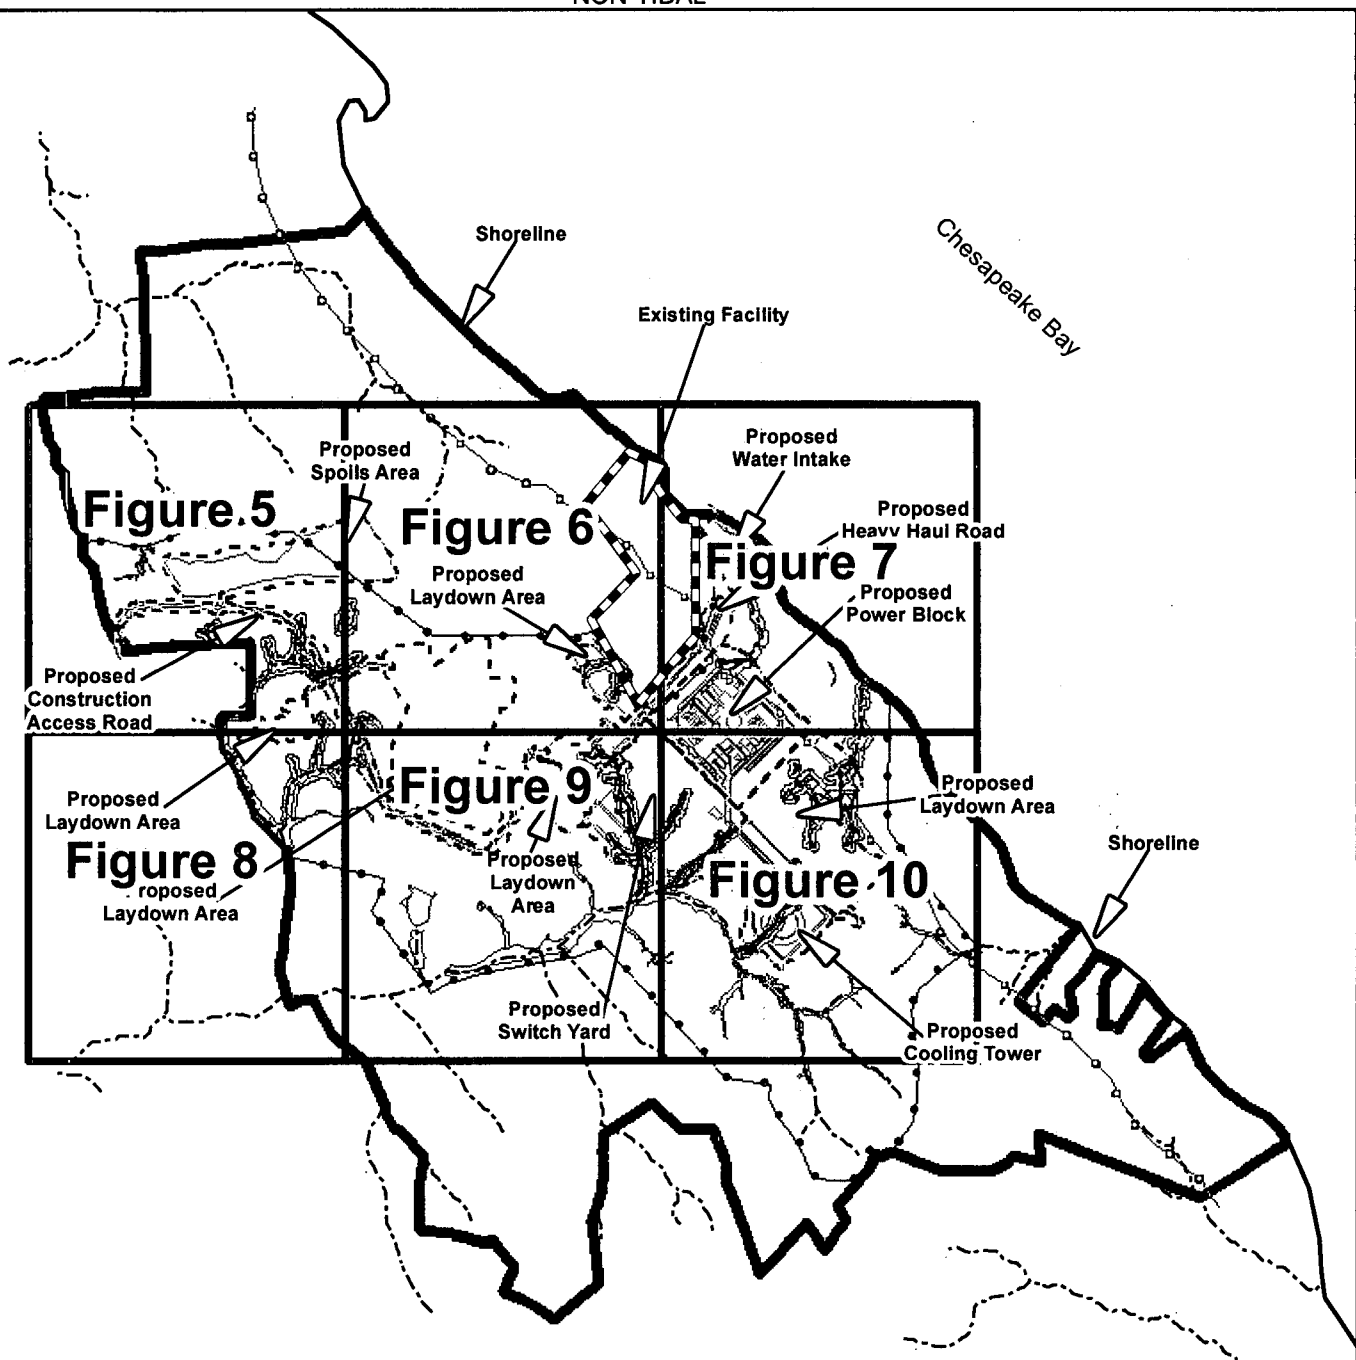 NON-TIDAL
Shoreline
Chesapeake Bay
Existing Facility
Proposed
Spoils Area
Proposed
Water Intake
Figure 5
Figure 6
Proposed
Heavy Haul Road
Figure 7
Proposed
Laydown Area
Proposed
Power Block
Proposed
Construction
Access Road
Proposed
Laydown Area
Figure 9
Proposed
Laydown Area
Figure 8
roposed
Laydown Area
Proposed
Laydown
Area
Figure 10
Shoreline
Proposed
Switch Yard
Proposed
Cooling Tower